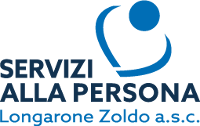 SERVIZI
ALLA PERSONA
Longarone Zoldo a.s.c.